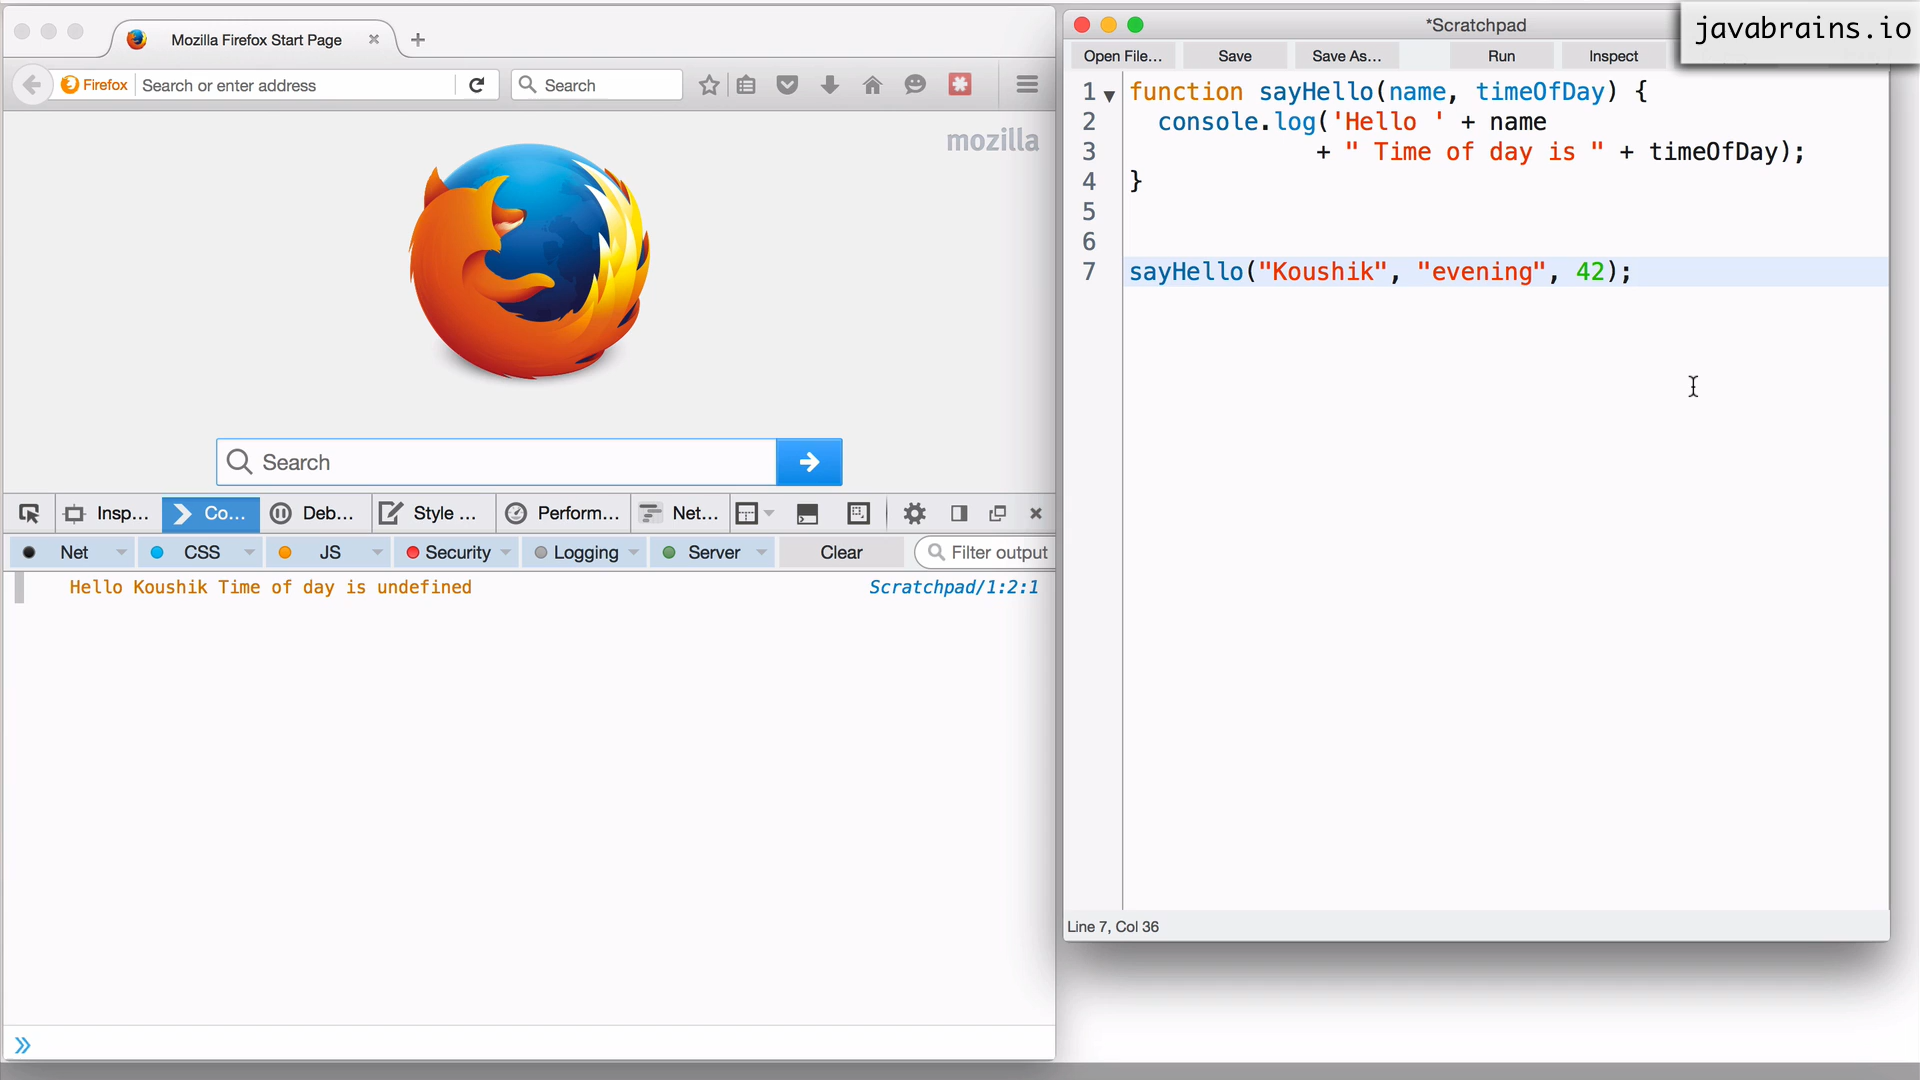 Mozilla Firefox Start Page
Firefox
Search or enter address
Search
mozilla
Search
Insp...
Co...
Deb...
Style ...
Perform...
Net...
Net
CSS
JS
Security
Logging
Server
Clear
Filter output
Hello Koushik Time of day is undefined
Scratchpad/1:2:1
*Scratchpad
javabrains.io
Open File...
Save
Save As...
Run
Inspect
1 function sayHello(name, timeOfDay) {
2 console.log('Hello ' + name
3 + " Time of day is " + timeOfDay);
4 }
5
6
7 sayHello("Koushik", "evening", 42);
Line 7, Col 36